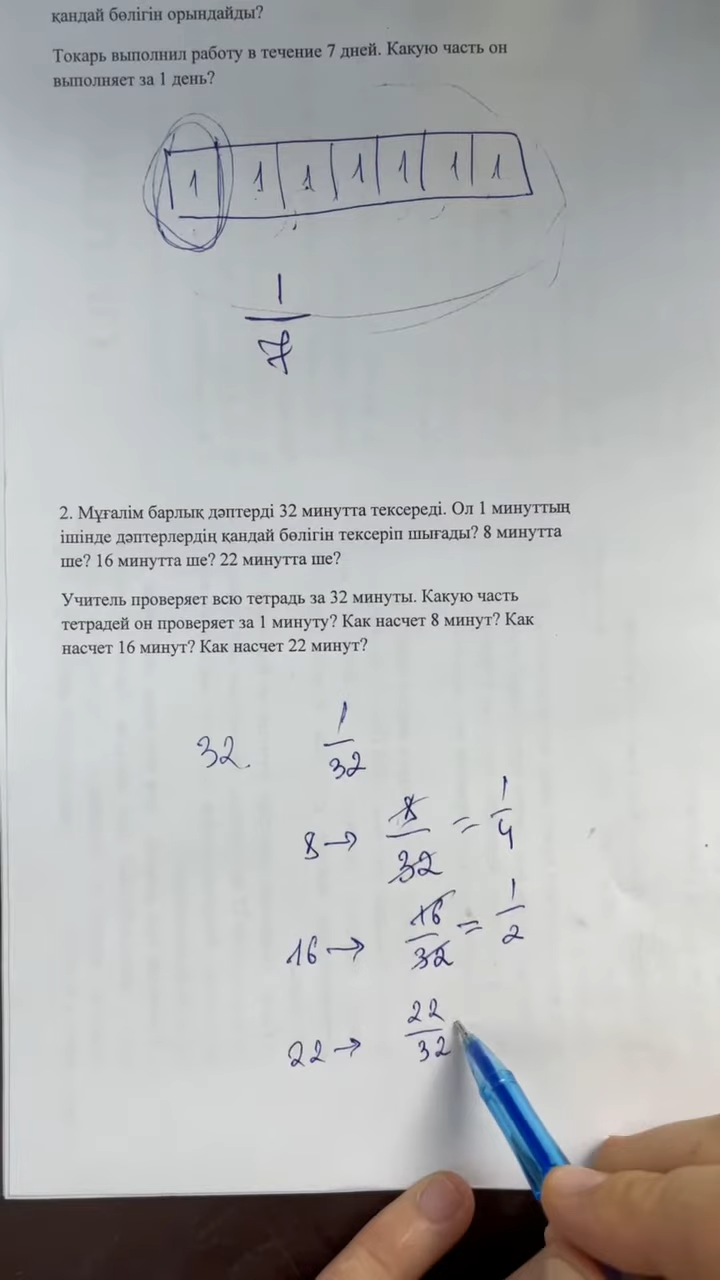 қандай бөлігін орындайды?
Токарь выполнил работу в течение 7 дней. Какую часть он
выполняет за 1 день?
1 1 1 1 1 1 1
1
7
2. Мұғалім барлық дәптерді 32 минутта тексереді. Ол 1 минуттың
ішінде дәптерлердің қандай бөлігін тексеріп шығады? 8 минутта
ше? 16 минутта ше? 22 минутта ше?
Учитель проверяет всю тетрадь за 32 минуты. Какую часть
тетрадей он проверяет за 1 минуту? Как насчет 8 минут? Как
насчет 16 минут? Как насчет 22 минут?
32. 1/32
8 → 8/32 = 1/4
16 → 16/32 = 1/2
22 → 22/32